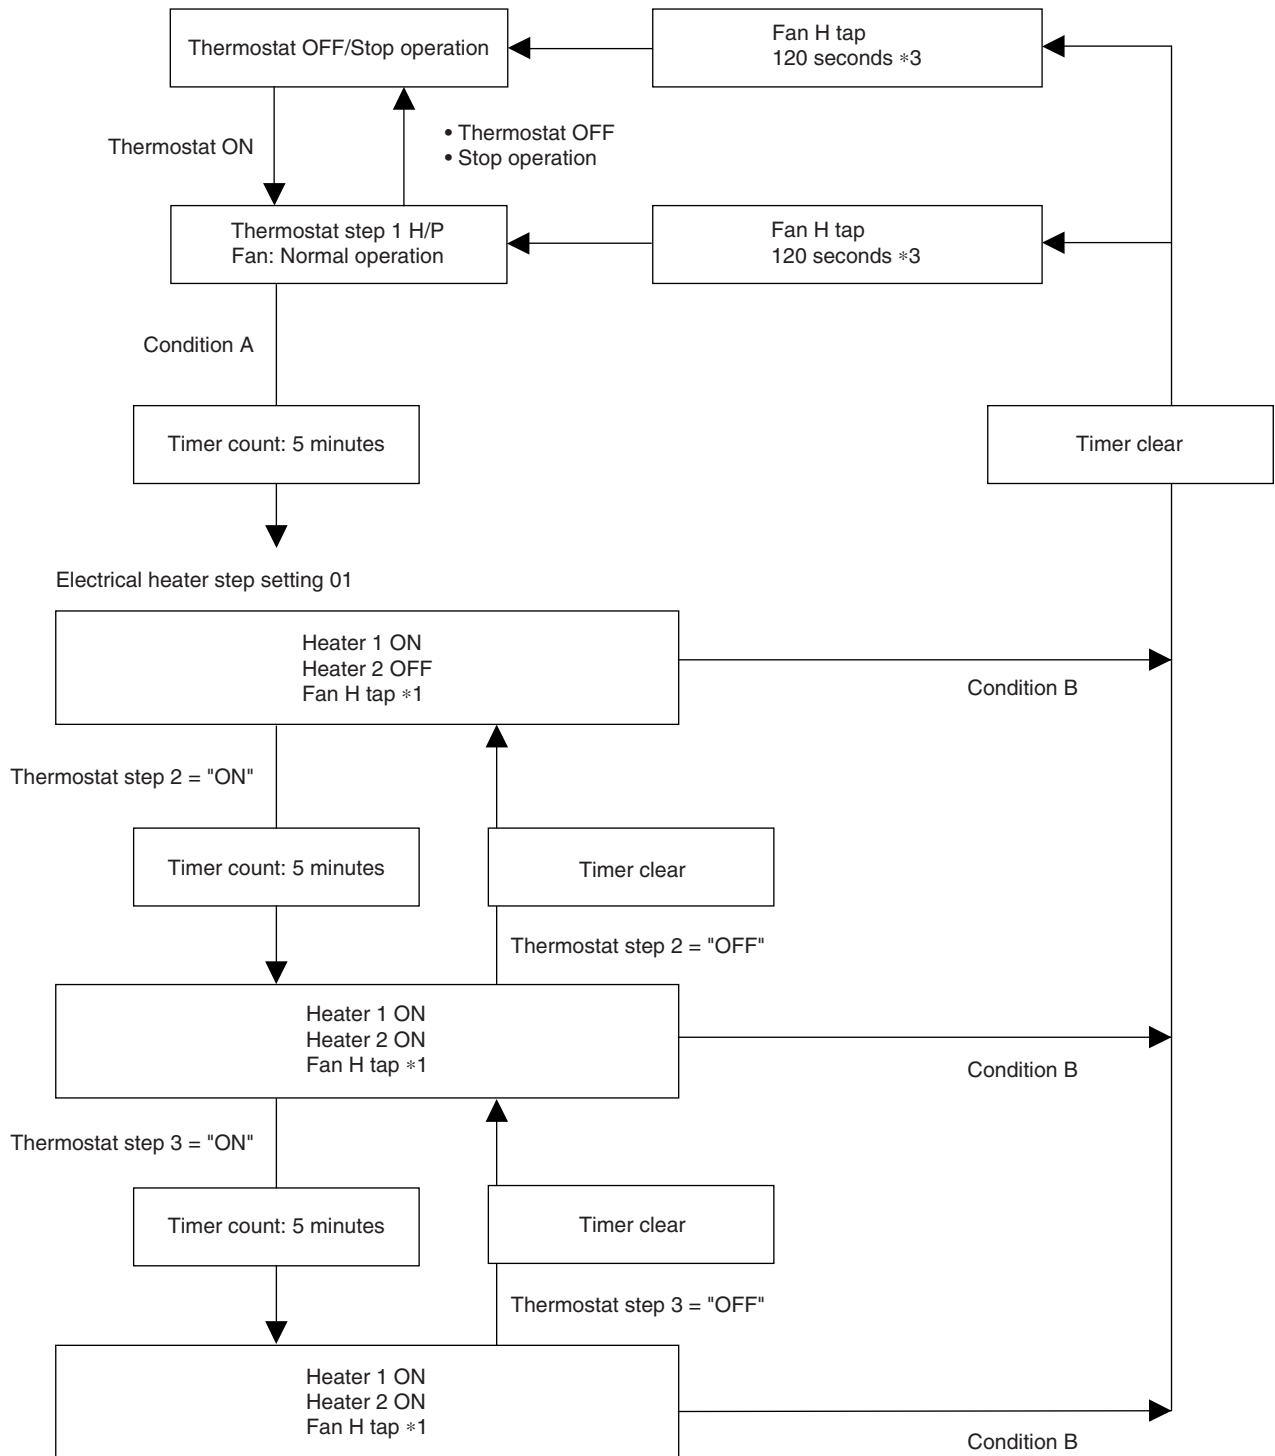 Thermostat OFF/Stop operation
Fan H tap
120 seconds *3
Thermostat ON
• Thermostat OFF
• Stop operation
Thermostat step 1 H/P
Fan: Normal operation
Fan H tap
120 seconds *3
Condition A
Timer count: 5 minutes
Timer clear
Electrical heater step setting 01
Heater 1 ON
Heater 2 OFF
Fan H tap *1
Condition B
Thermostat step 2 = "ON"
Timer count: 5 minutes
Timer clear
Thermostat step 2 = "OFF"
Heater 1 ON
Heater 2 ON
Fan H tap *1
Condition B
Thermostat step 3 = "ON"
Timer count: 5 minutes
Timer clear
Thermostat step 3 = "OFF"
Heater 1 ON
Heater 2 ON
Fan H tap *1
Condition B